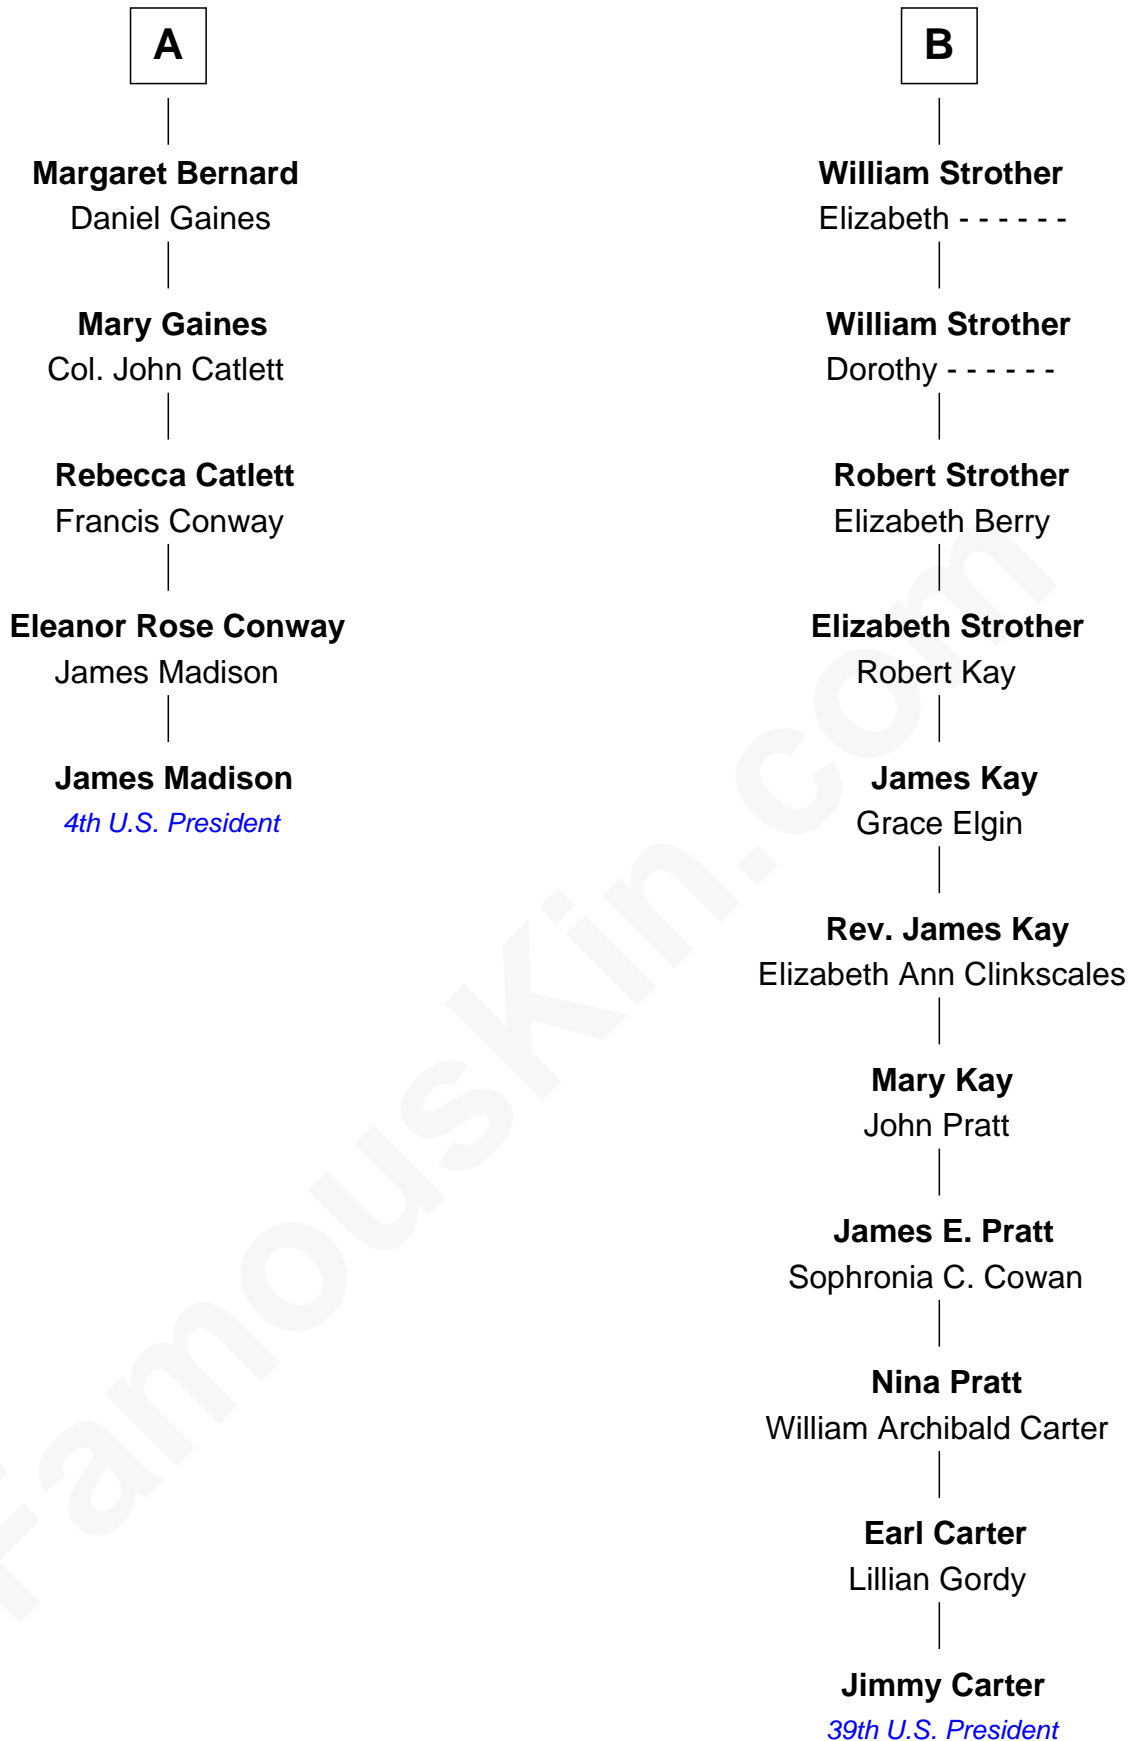 A
Margaret Bernard
Daniel Gaines
Mary Gaines
Col. John Catlett
Rebecca Catlett
Francis Conway
Eleanor Rose Conway
James Madison
James Madison
4th U.S. President
B
William Strother
Elizabeth - - - - - -
William Strother
Dorothy - - - - - -
Robert Strother
Elizabeth Berry
Elizabeth Strother
Robert Kay
James Kay
Grace Elgin
Rev. James Kay
Elizabeth Ann Clinkscales
Mary Kay
John Pratt
James E. Pratt
Sophronia C. Cowan
Nina Pratt
William Archibald Carter
Earl Carter
Lillian Gordy
Jimmy Carter
39th U.S. President
FamousKin.com